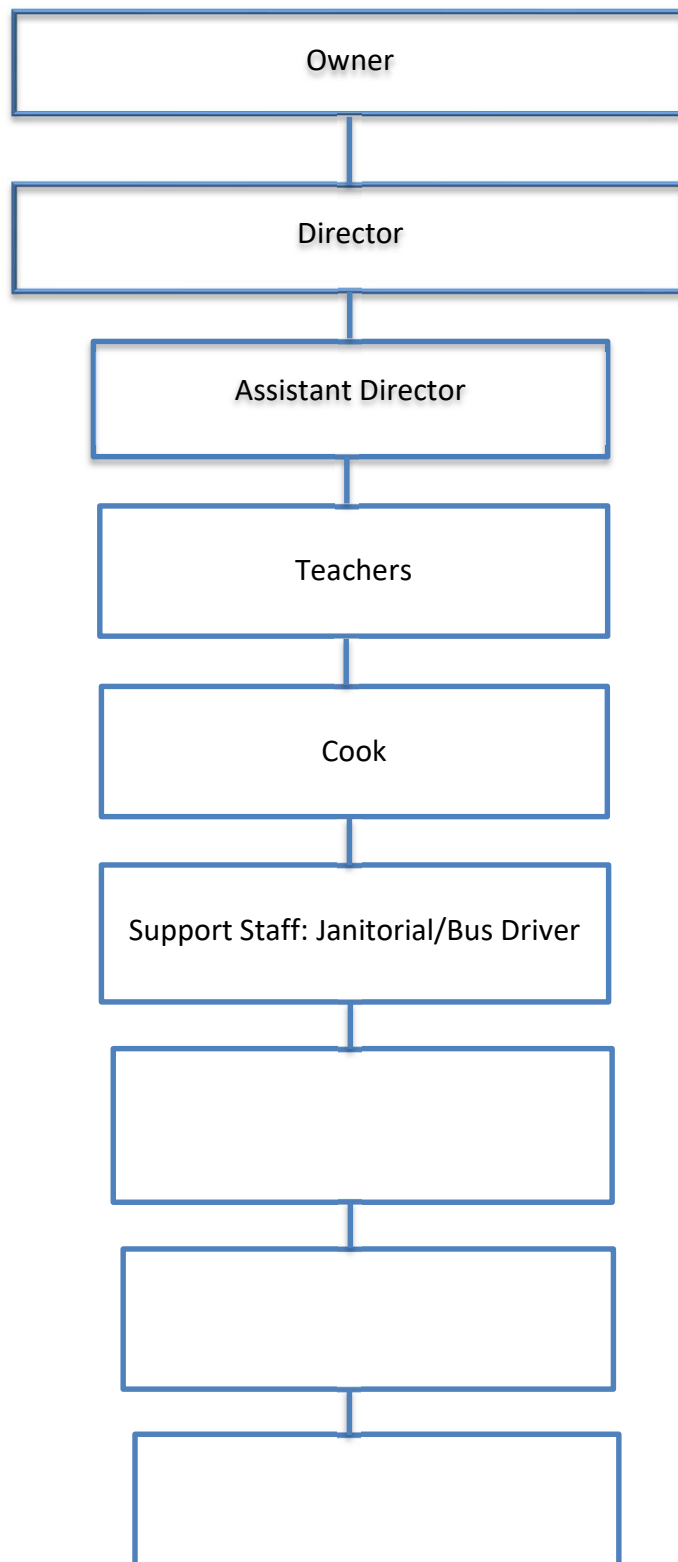 Owner
Director
Assistant Director
Teachers
Cook
Support Staff: Janitorial/Bus Driver